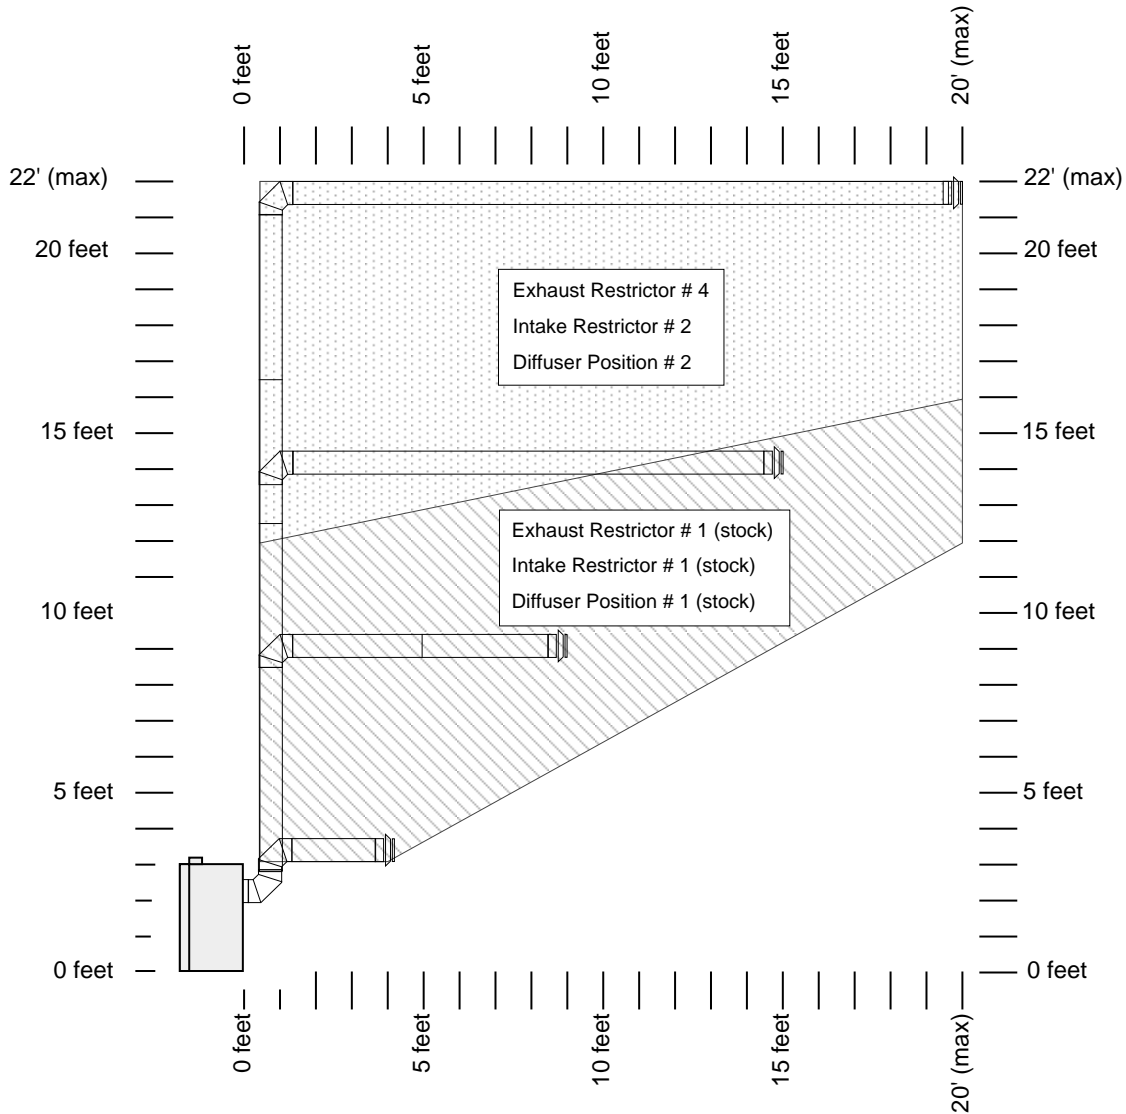 0 feet
5 feet
10 feet
15 feet
20' (max)
22' (max)
22' (max)
20 feet
20 feet
Exhaust Restrictor # 4
Intake Restrictor # 2
Diffuser Position # 2
15 feet
15 feet
Exhaust Restrictor # 1 (stock)
Intake Restrictor # 1 (stock)
Diffuser Position # 1 (stock)
10 feet
10 feet
5 feet
5 feet
0 feet
0 feet
0 feet
5 feet
10 feet
15 feet
20' (max)